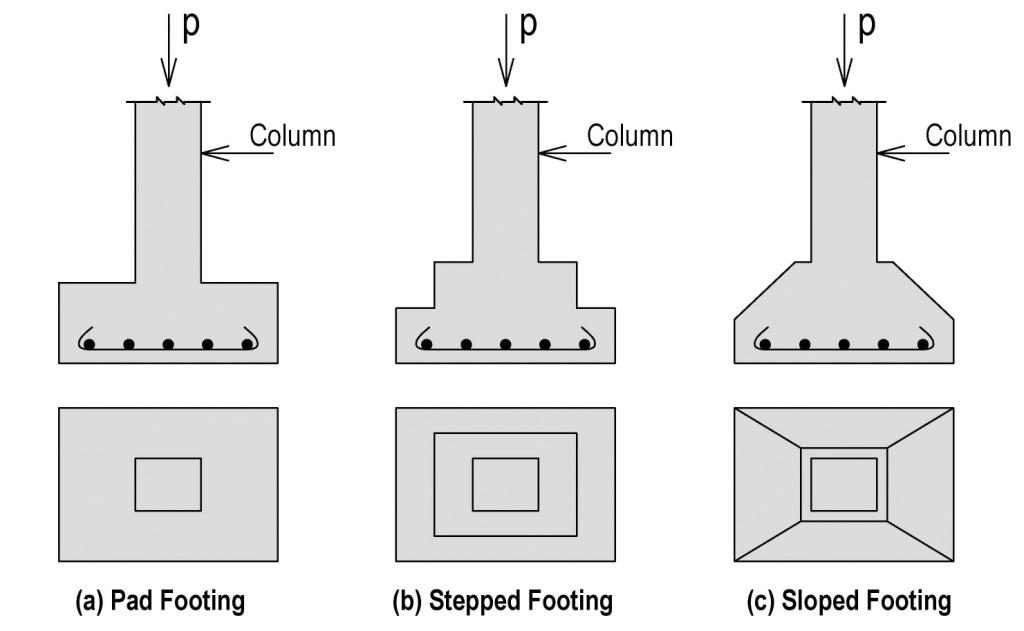 p
p
p
Column
Column
Column
(a) Pad Footing
(b) Stepped Footing
(c) Sloped Footing